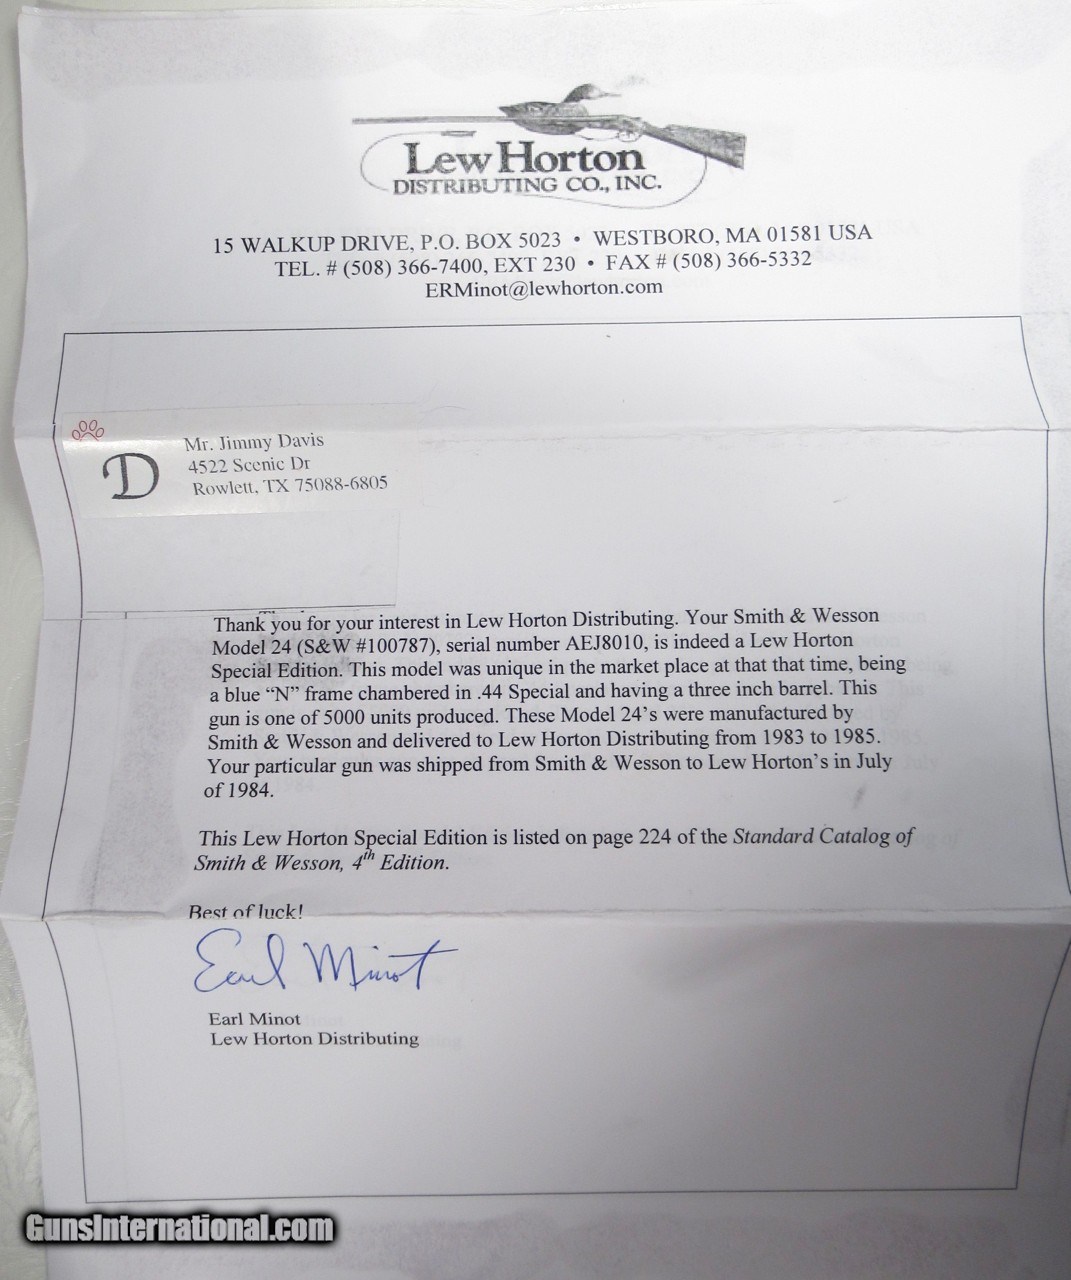 Lew Horton
DISTRIBUTING CO., INC.
15 WALKUP DRIVE, P.O. BOX 5023 • WESTBORO, MA 01581 USA
TEL. # (508) 366-7400, EXT 230 • FAX # (508) 366-5332
ERMinot@lewhorton.com
D
Mr. Jimmy Davis
4522 Scenic Dr
Rowlett, TX 75088-6805
Thank you for your interest in Lew Horton Distributing. Your Smith & Wesson
Model 24 (S&W #100787), serial number AEJ8010, is indeed a Lew Horton
Special Edition. This model was unique in the market place at that that time, being
a blue “N” frame chambered in .44 Special and having a three inch barrel. This
gun is one of 5000 units produced. These Model 24’s were manufactured by
Smith & Wesson and delivered to Lew Horton Distributing from 1983 to 1985.
Your particular gun was shipped from Smith & Wesson to Lew Horton’s in July
of 1984.
This Lew Horton Special Edition is listed on page 224 of the Standard Catalog of
Smith & Wesson, 4th Edition.
Best of luck!
Earl Minot
Earl Minot
Lew Horton Distributing
GunsInternational.com